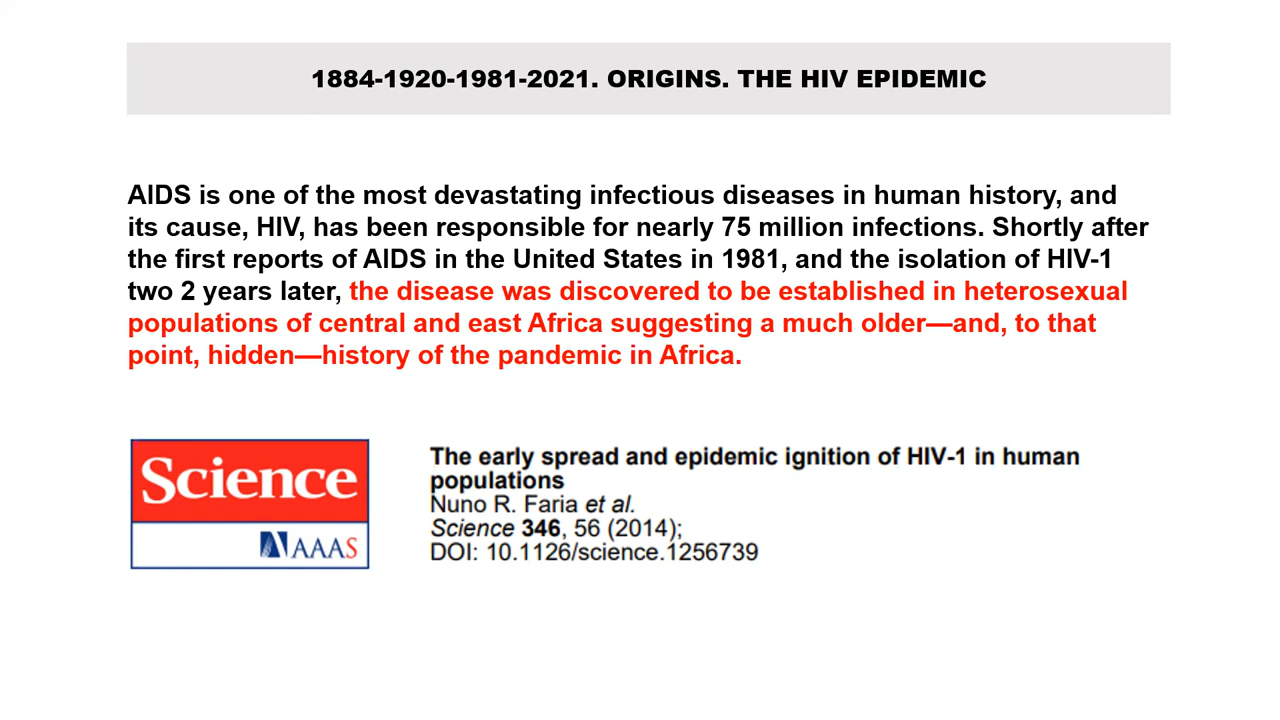 1884-1920-1981-2021. ORIGINS. THE HIV EPIDEMIC
AIDS is one of the most devastating infectious diseases in human history, and
its cause, HIV, has been responsible for nearly 75 million infections. Shortly after
the first reports of AIDS in the United States in 1981, and the isolation of HIV-1
two 2 years later, the disease was discovered to be established in heterosexual
populations of central and east Africa suggesting a much older—and, to that
point, hidden—history of the pandemic in Africa.
Science
AAAS
The early spread and epidemic ignition of HIV-1 in human
populations
Nuno R. Faria et al.
Science 346, 56 (2014);
DOI: 10.1126/science.1256739